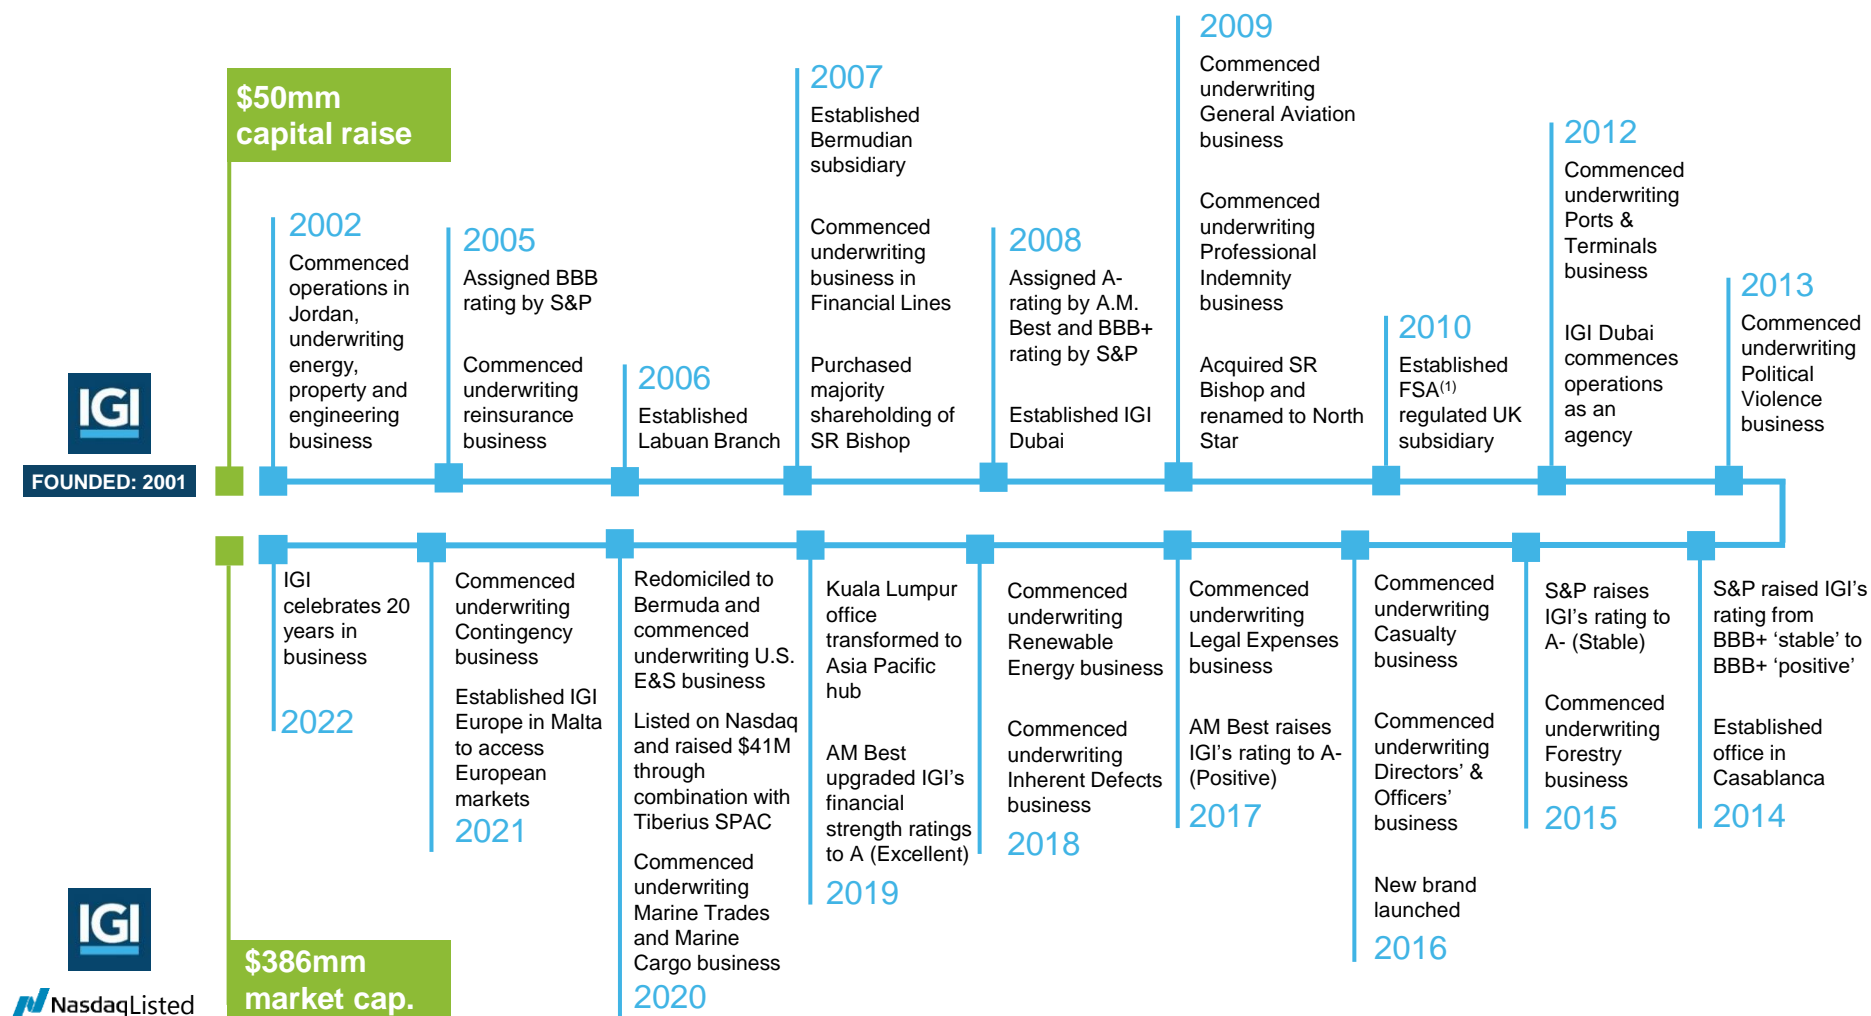 $50mm
capital raise
IGI
FOUNDED: 2001
2002
Commenced
operations in
Jordan,
underwriting
energy,
property and
engineering
business
2005
Assigned BBB
rating by S&P
Commenced
underwriting
reinsurance
business
2006
Established
Labuan Branch
2007
Established
Bermudian
subsidiary
Commenced
underwriting
business in
Financial Lines
Purchased
majority
shareholding of
SR Bishop
2008
Assigned A-
rating by A.M.
Best and BBB+
rating by S&P
Established IGI
Dubai
2009
Commenced
underwriting
General Aviation
business
Commenced
underwriting
Professional
Indemnity
business
Acquired SR
Bishop and
renamed to North
Star
2010
Established
FSA(1)
regulated UK
subsidiary
2012
Commenced
underwriting
Ports &
Terminals
business
IGI Dubai
commences
operations
as an
agency
2013
Commenced
underwriting
Political
Violence
business
S&P raised IGI's
rating from
BBB+ ‘stable’ to
BBB+ ‘positive’
Established
office in
Casablanca
2014
S&P raises
IGI's rating to
A- (Stable)
Commenced
underwriting
Forestry
business
2015
Commenced
underwriting
Casualty
business
Commenced
underwriting
Directors’ &
Officers’
business
New brand
launched
2016
Commenced
underwriting
Legal Expenses
business
AM Best raises
IGI's rating to A-
(Positive)
2017
Commenced
underwriting
Renewable
Energy business
Commenced
underwriting
Inherent Defects
business
2018
Kuala Lumpur
office
transformed to
Asia Pacific
hub
AM Best
upgraded IGI's
financial
strength ratings
to A (Excellent)
2019
Redomiciled to
Bermuda and
commenced
underwriting U.S.
E&S business
Listed on Nasdaq
and raised $41M
through
combination with
Tiberius SPAC
Commenced
underwriting
Marine Trades
and Marine
Cargo business
2020
Commenced
underwriting
Contingency
business
Established IGI
Europe in Malta
to access
European
markets
2021
IGI
celebrates 20
years in
business
2022
IGI
NasdaqListed
$386mm
market cap.